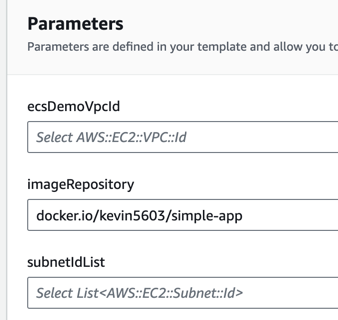 Parameters
Parameters are defined in your template and allow you to
ecsDemoVpcId
Select AWS::EC2::VPC::Id
imageRepository
docker.io/kevin5603/simple-app
subnetIdList
Select List<AWS::EC2::Subnet::Id>